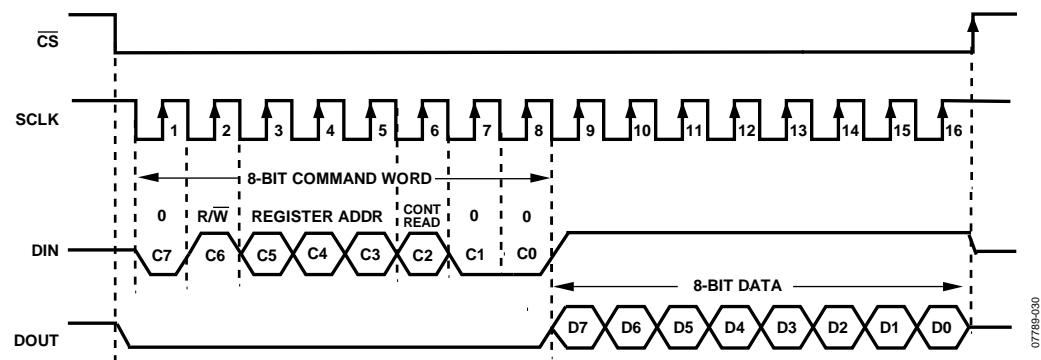 CS
SCLK
1 2 3 4 5 6 7 8 9 10 11 12 13 14 15 16
8-BIT COMMAND WORD
0 R/W REGISTER ADDR CONT READ 0 0
DIN
C7 C6 C5 C4 C3 C2 C1 C0
8-BIT DATA
DOUT
D7 D6 D5 D4 D3 D2 D1 D0
07789-030